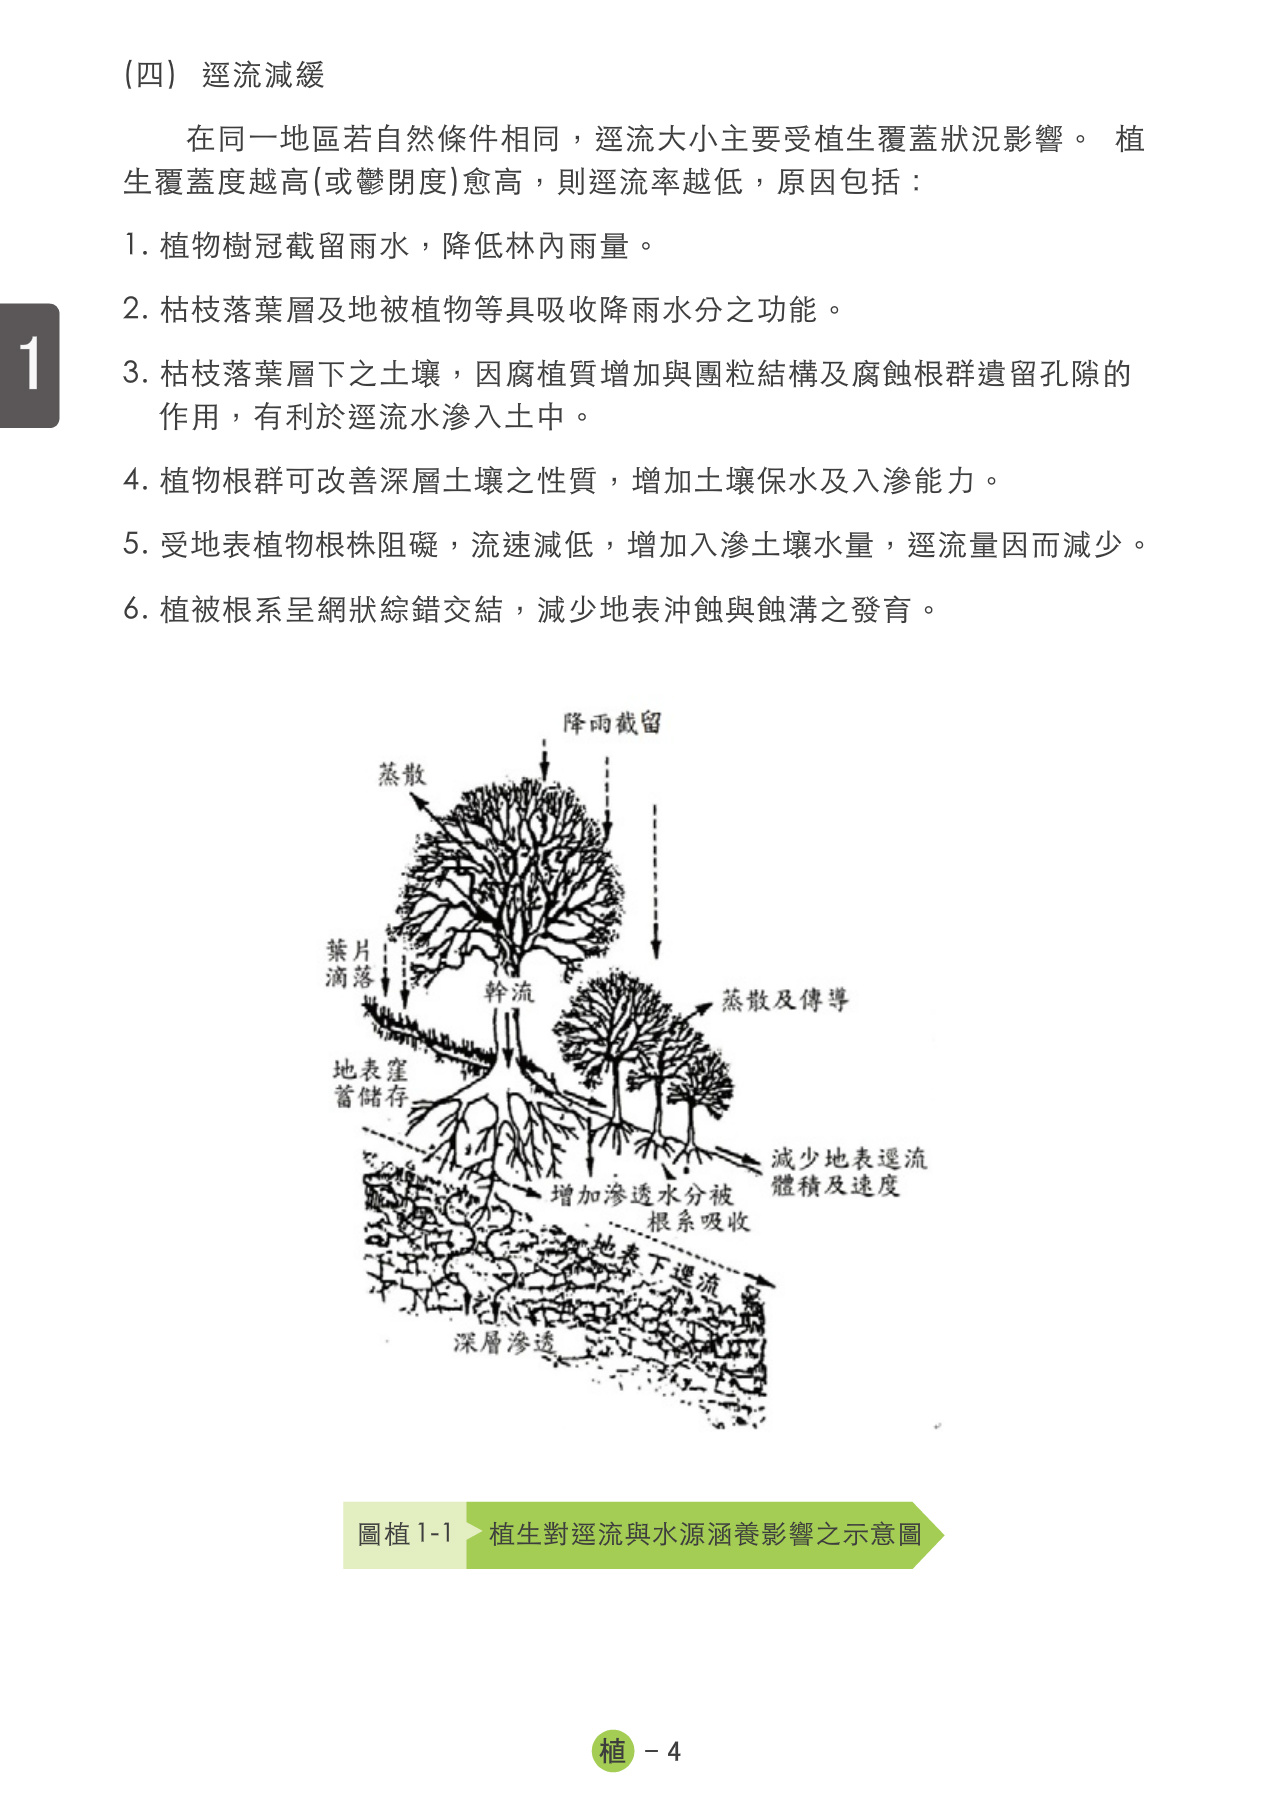 (四) 逕流減緩
在同一地區若自然條件相同，逕流大小主要受植生覆蓋狀況影響。 植
生覆蓋度越高(或鬱閉度)愈高，則逕流率越低，原因包括：
1. 植物樹冠截留雨水，降低林內雨量。
2. 枯枝落葉層及地被植物等具吸收降雨水分之功能。
1
3. 枯枝落葉層下之土壤，因腐植質增加與團粒結構及腐蝕根群遺留孔隙的
作用，有利於逕流水滲入土中。
4. 植物根群可改善深層土壤之性質，增加土壤保水及入滲能力。
5. 受地表植物根株阻礙，流速減低，增加入滲土壤水量，逕流量因而減少。
6. 植被根系呈網狀綜錯交結，減少地表沖蝕與蝕溝之發育。
降雨截留
蒸散
葉片
滴落
幹流
蒸散及傳導
地表窪
蓄儲存
減少地表逕流
體積及速度
增加滲透水分被
根系吸收
地表下逕流
深層滲透
圖植1-1 植生對逕流與水源涵養影響之示意圖
植 – 4